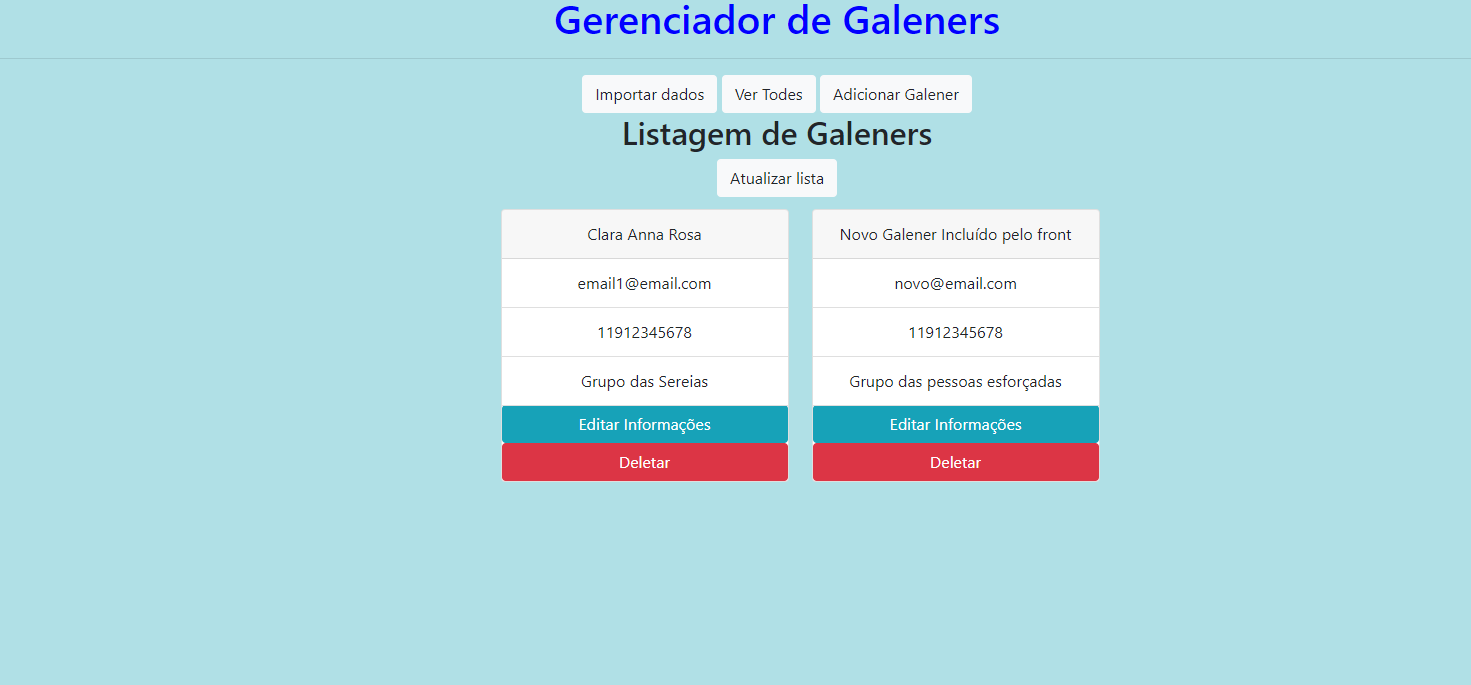 Gerenciador de Galeners
Importar dados Ver Todes Adicionar Galener
Listagem de Galeners
Atualizar lista
Clara Anna Rosa
email1@email.com
11912345678
Grupo das Sereias
Editar Informações
Deletar
Novo Galener Incluído pelo front
novo@email.com
11912345678
Grupo das pessoas esforçadas
Editar Informações
Deletar